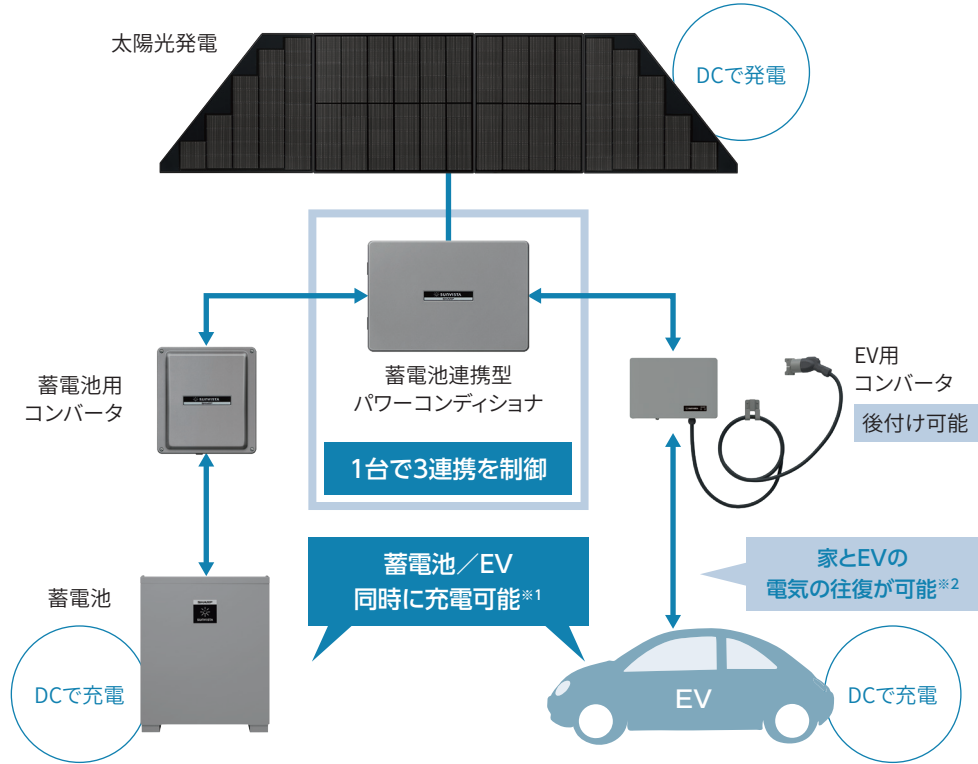 太陽光発電
DCで発電
SUNVISTA
蓄電池用
コンバータ
SUNVISTA
蓄電池連携型
パワーコンディショナ
1台で3連携を制御
EV用
コンバータ
後付け可能
蓄電池／EV
同時に充電可能※1
家とEVの
電気の往復が可能※2
蓄電池
SHARP
SUNVISTA
DCで充電
EV
DCで充電